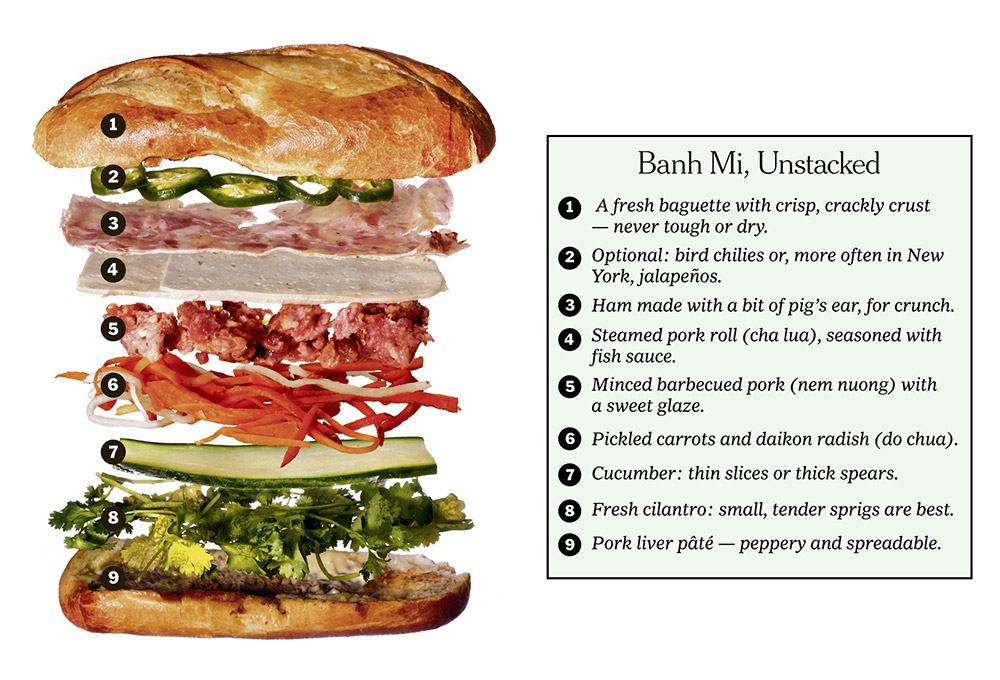 1
2
3
4
5
6
7
8
9
Banh Mi, Unstacked
1 A fresh baguette with crisp, crackly crust
— never tough or dry.
2 Optional: bird chilies or, more often in New
York, jalapeños.
3 Ham made with a bit of pig’s ear, for crunch.
4 Steamed pork roll (cha lua), seasoned with
fish sauce.
5 Minced barbecued pork (nem nuong) with
a sweet glaze.
6 Pickled carrots and daikon radish (do chua).
7 Cucumber: thin slices or thick spears.
8 Fresh cilantro: small, tender sprigs are best.
9 Pork liver pâté — peppery and spreadable.